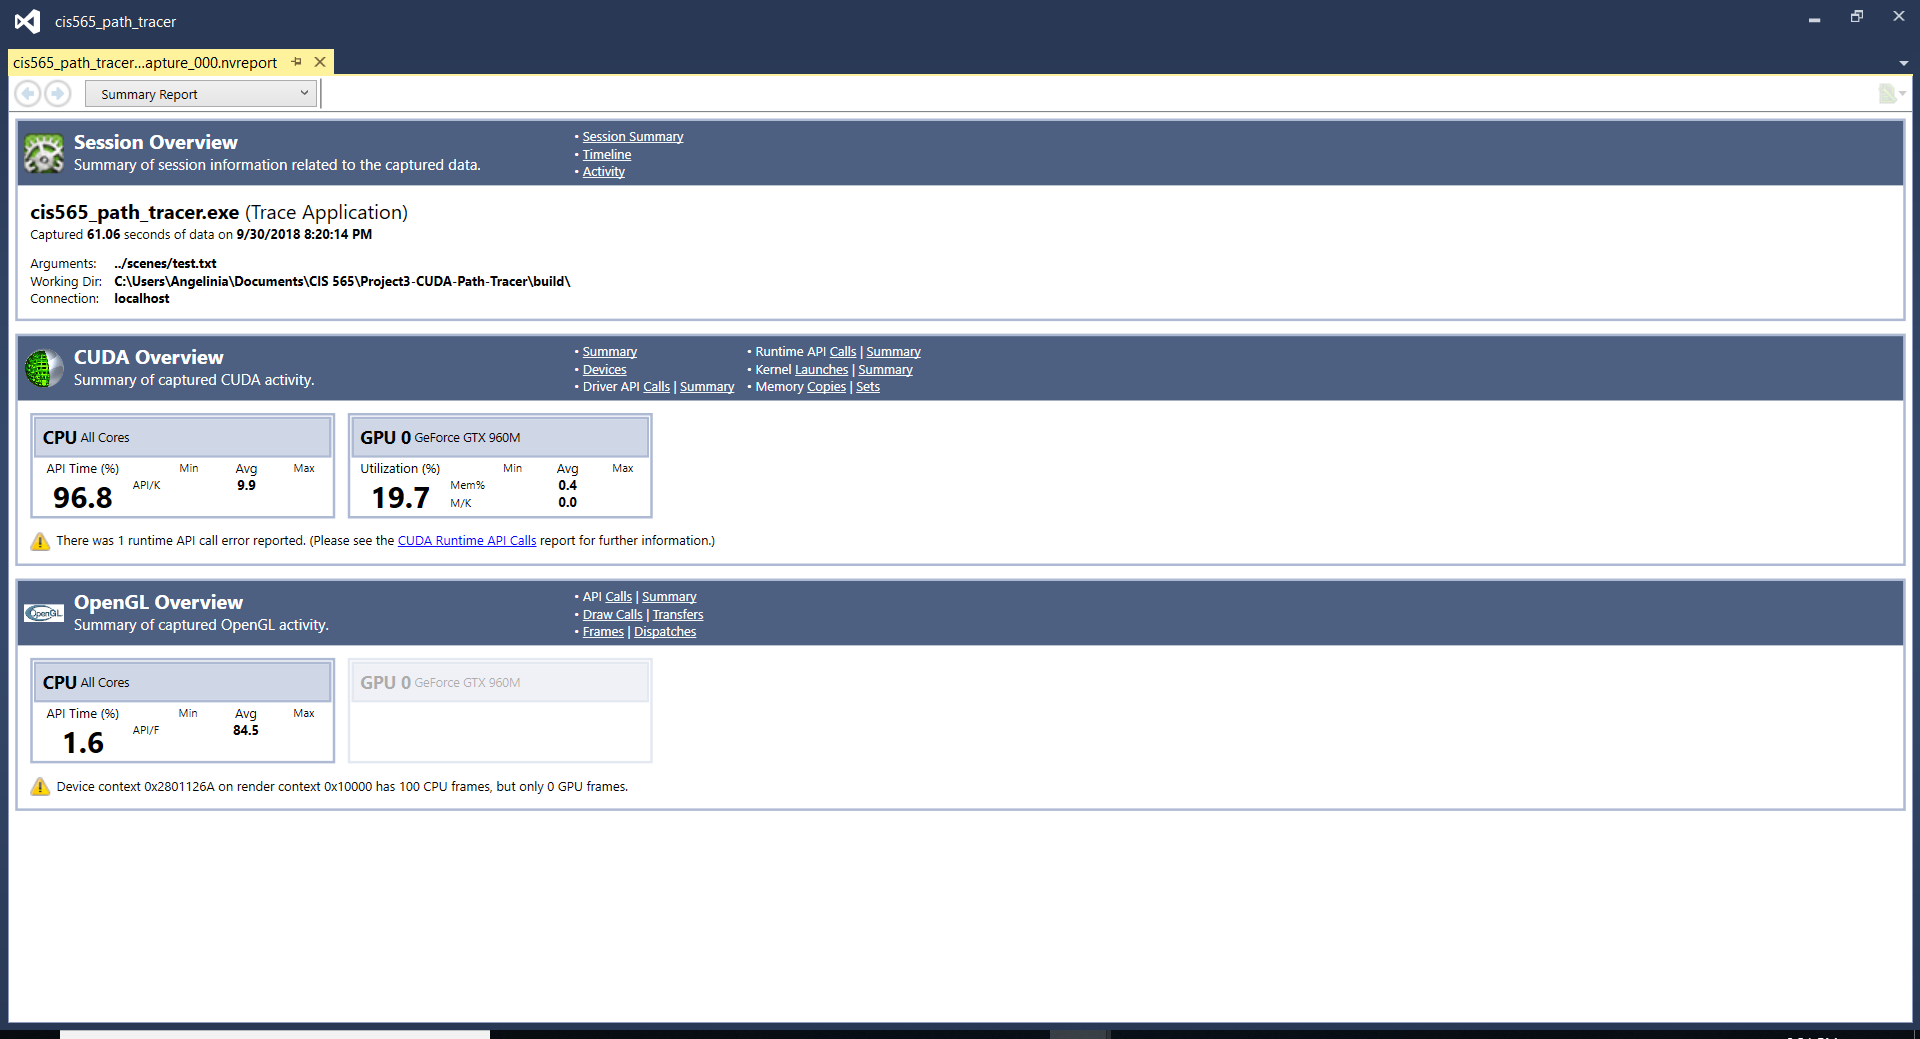 cis565_path_tracer
cis565_path_tracer...apture_000.nvreport
Summary Report
Session Overview
Summary of session information related to the captured data.
• Session Summary
• Timeline
• Activity
cis565_path_tracer.exe (Trace Application)
Captured 61.06 seconds of data on 9/30/2018 8:20:14 PM
Arguments: ../scenes/test.txt
Working Dir: C:\Users\Angelinia\Documents\CIS 565\Project3-CUDA-Path-Tracer\build\
Connection: localhost
CUDA Overview
Summary of captured CUDA activity.
• Summary
• Devices
• Driver API Calls | Summary
• Runtime API Calls | Summary
• Kernel Launches | Summary
• Memory Copies | Sets
CPU All Cores
API Time (%) Min Avg Max
96.8 API/K 9.9
GPU 0 GeForce GTX 960M
Utilization (%) Min Avg Max
19.7 Mem% 0.4
M/K 0.0
There was 1 runtime API call error reported. (Please see the CUDA Runtime API Calls report for further information.)
OpenGL
OpenGL Overview
Summary of captured OpenGL activity.
• API Calls | Summary
• Draw Calls | Transfers
• Frames | Dispatches
CPU All Cores
API Time (%) Min Avg Max
1.6 API/F 84.5
GPU 0 GeForce GTX 960M
Device context 0x2801126A on render context 0x10000 has 100 CPU frames, but only 0 GPU frames.